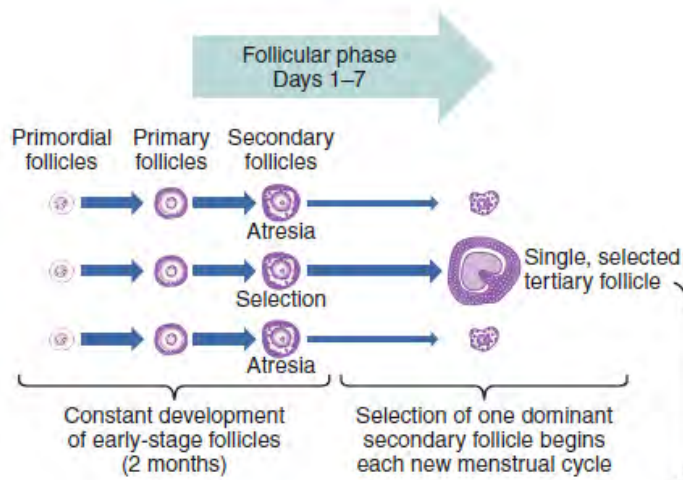 Follicular phase
Days 1–7
Primordial
follicles
Primary
follicles
Secondary
follicles
Atresia
Single, selected
tertiary follicle
Selection
Atresia
Constant development
of early-stage follicles
(2 months)
Selection of one dominant
secondary follicle begins
each new menstrual cycle